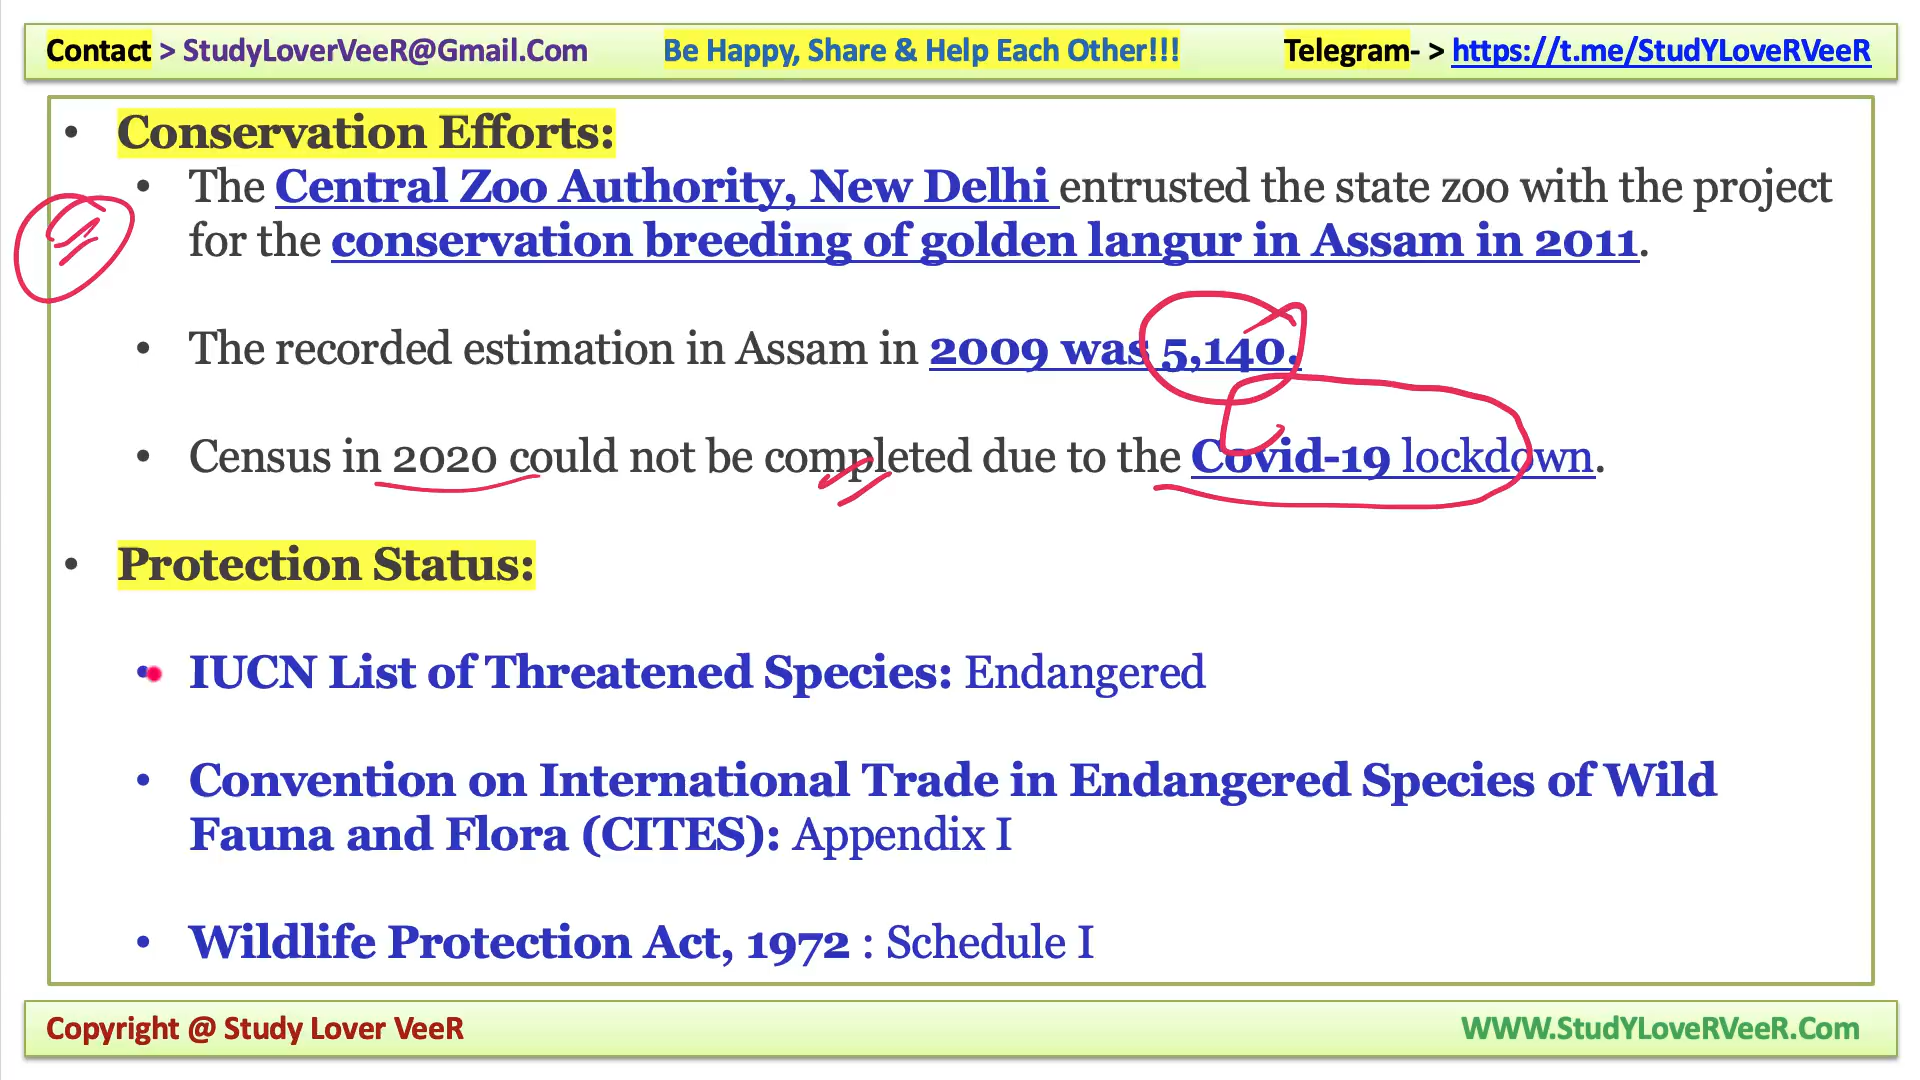 Contact > StudyLoverVeeR@Gmail.Com Be Happy, Share & Help Each Other!!! Telegram- > https://t.me/StudYLoveRVeeR
• Conservation Efforts:
• The Central Zoo Authority, New Delhi entrusted the state zoo with the project
for the conservation breeding of golden langur in Assam in 2011.
• The recorded estimation in Assam in 2009 was 5,140.
• Census in 2020 could not be completed due to the Covid-19 lockdown.
• Protection Status:
• IUCN List of Threatened Species: Endangered
• Convention on International Trade in Endangered Species of Wild
Fauna and Flora (CITES): Appendix I
• Wildlife Protection Act, 1972 : Schedule I
Copyright @ Study Lover VeeR WWW.StudYLoveRVeeR.Com